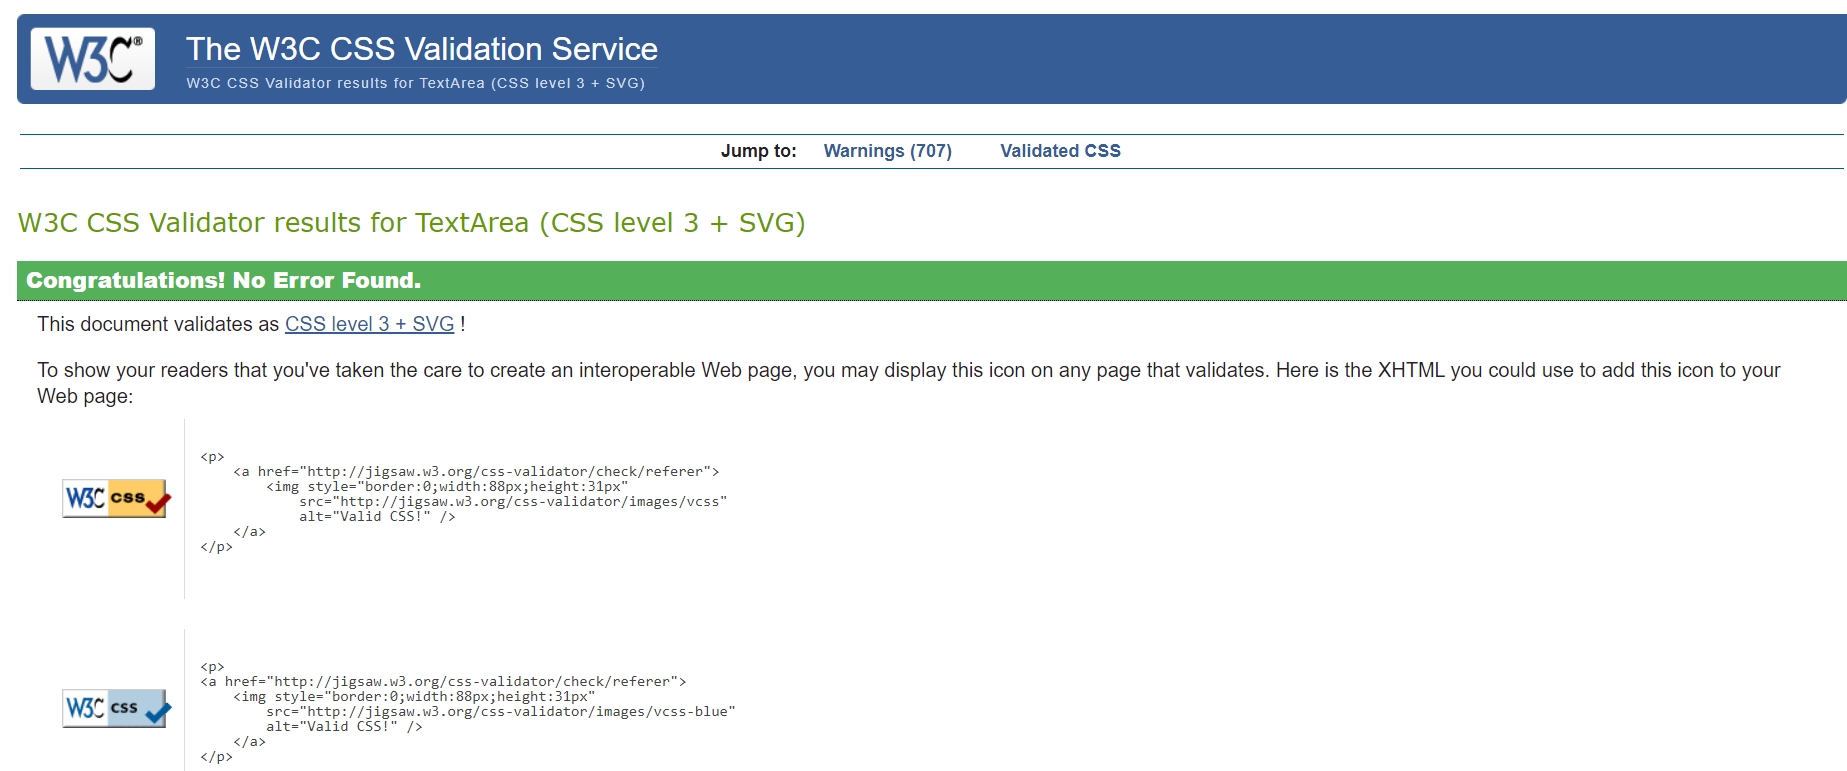 W3C®
The W3C CSS Validation Service
W3C CSS Validator results for TextArea (CSS level 3 + SVG)
Jump to: Warnings (707) Validated CSS
W3C CSS Validator results for TextArea (CSS level 3 + SVG)
Congratulations! No Error Found.
This document validates as CSS level 3 + SVG !
To show your readers that you've taken the care to create an interoperable Web page, you may display this icon on any page that validates. Here is the XHTML you could use to add this icon to your
Web page:
W3C css
<p>
    <a href="http://jigsaw.w3.org/css-validator/check/referer">
        <img style="border:0;width:88px;height:31px"
            src="http://jigsaw.w3.org/css-validator/images/vcss"
            alt="Valid CSS!" />
    </a>
</p>
W3C css
<p>
<a href="http://jigsaw.w3.org/css-validator/check/referer">
    <img style="border:0;width:88px;height:31px"
        src="http://jigsaw.w3.org/css-validator/images/vcss-blue"
        alt="Valid CSS!" />
    </a>
</p>